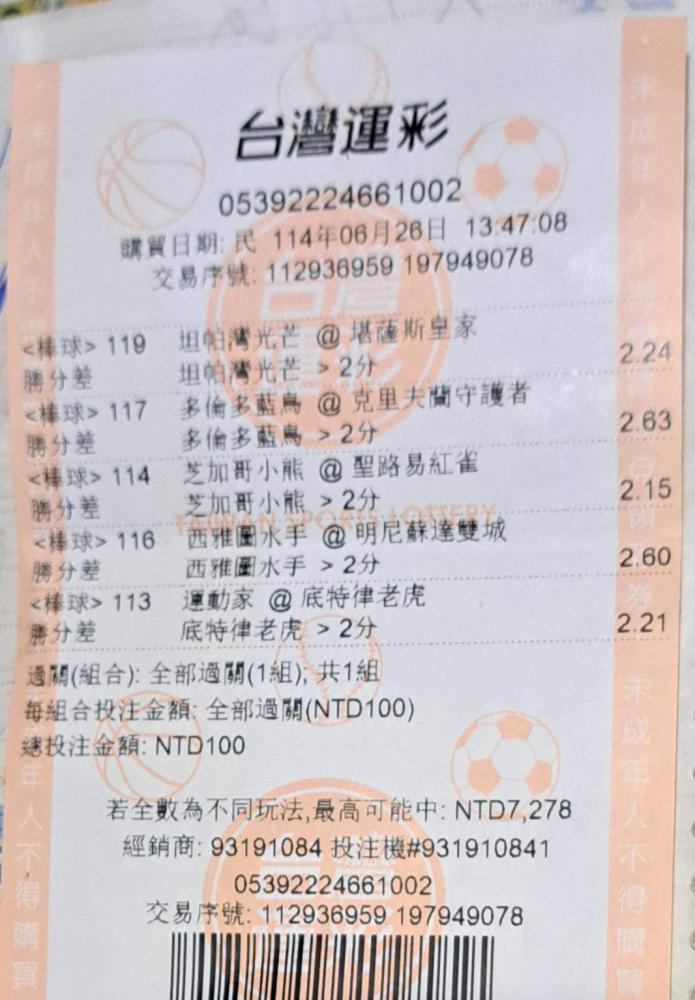 台灣運彩
05392224661002
購買日期: 民 114年06月26日 13:47:08
交易序號: 112936959 197949078
<棒球> 119 坦帕灣光芒 @ 堪薩斯皇家
勝分差 坦帕灣光芒 > 2分 2.24
<棒球> 117 多倫多藍鳥 @ 克里夫蘭守護者
勝分差 多倫多藍鳥 > 2分 2.63
<棒球> 114 芝加哥小熊 @ 聖路易紅雀
勝分差 芝加哥小熊 > 2分 2.15
<棒球> 116 西雅圖水手 @ 明尼蘇達雙城
勝分差 西雅圖水手 > 2分 2.60
<棒球> 113 運動家 @ 底特律老虎
勝分差 底特律老虎 > 2分 2.21
TAIWAN SPORTS LOTTERY
過關(組合): 全部過關(1組); 共1組
每組合投注金額: 全部過關(NTD100)
總投注金額: NTD100
若全數為不同玩法,最高可能中: NTD7,278
經銷商: 93191084 投注機#931910841
05392224661002
交易序號: 112936959 197949078
未成年人不得購買
未成年人不得購買